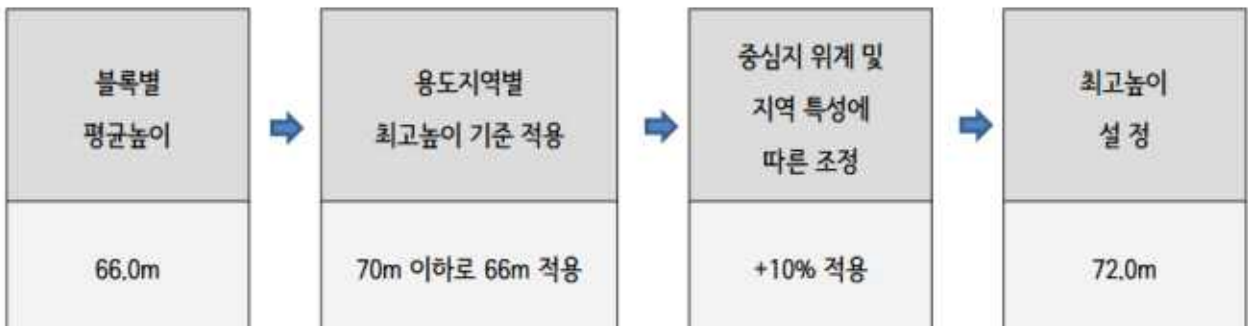 블록별
평균높이
용도지역별
최고높이 기준 적용
중심지 위계 및
지역 특성에
따른 조정
최고높이
설 정
66.0m
70m 이하로 66m 적용
+10% 적용
72.0m